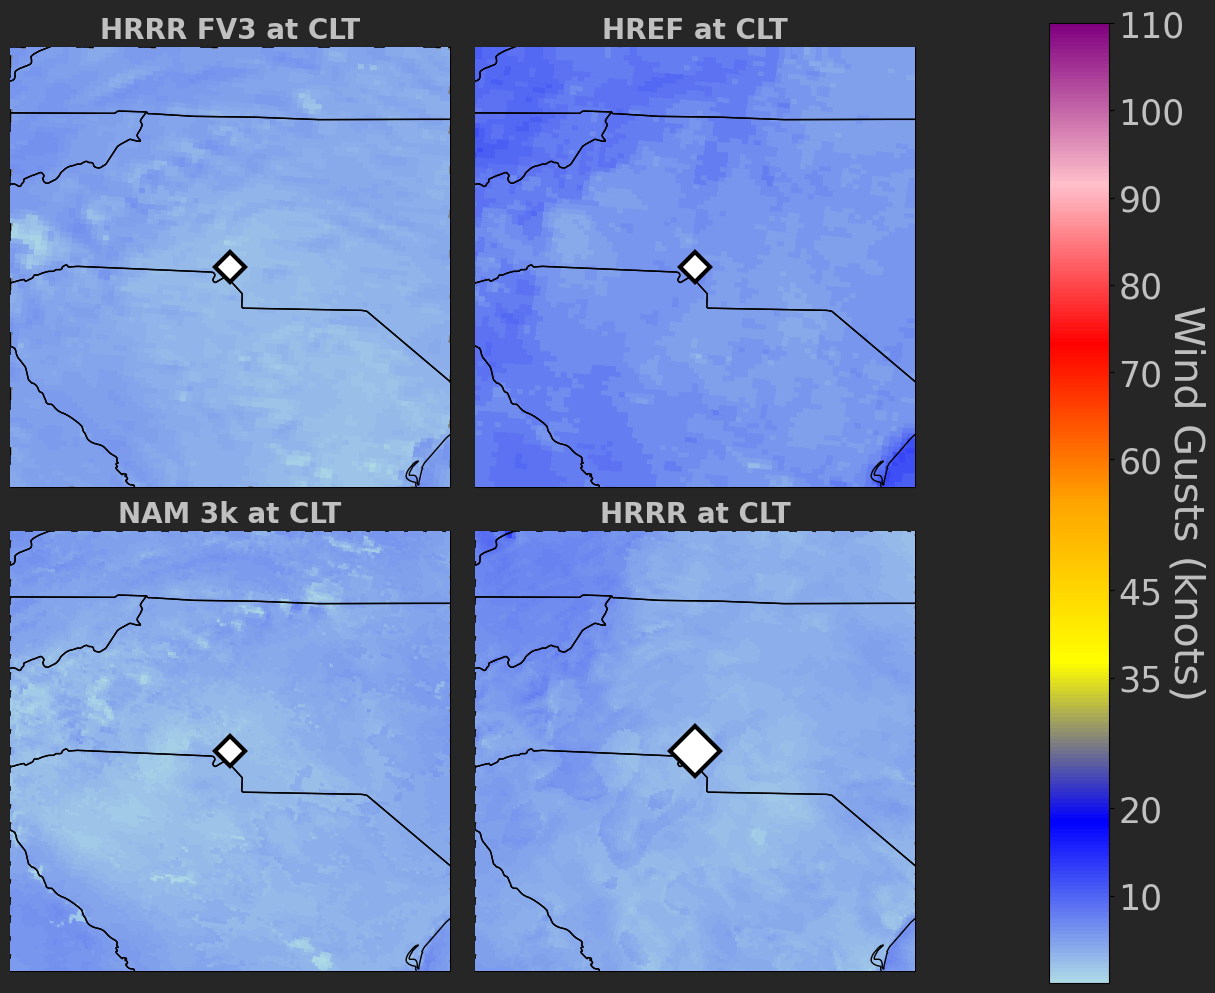 HRRR FV3 at CLT
HREF at CLT
NAM 3k at CLT
HRRR at CLT
110
100
90
80
70
60
45
35
20
10
Wind Gusts (knots)